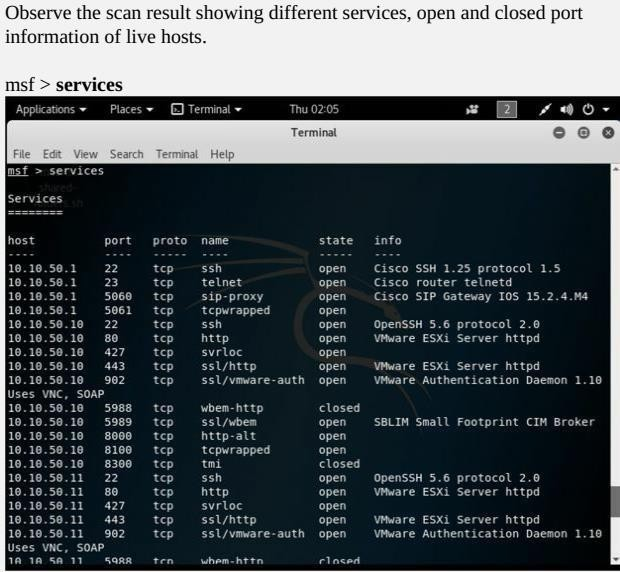 Observe the scan result showing different services, open and closed port
information of live hosts.
msf > services
Applications Places Terminal Thu 02:05 2
Terminal
File Edit View Search Terminal Help
msf > services
Services
========
host port proto name state info
---- ---- ----- ---- ----- ----
10.10.50.1 22 tcp ssh open Cisco SSH 1.25 protocol 1.5
10.10.50.1 23 tcp telnet open Cisco router telnetd
10.10.50.1 5060 tcp sip-proxy open Cisco SIP Gateway IOS 15.2.4.M4
10.10.50.1 5061 tcp tcpwrapped open
10.10.50.10 22 tcp ssh open OpenSSH 5.6 protocol 2.0
10.10.50.10 80 tcp http open VMware ESXi Server httpd
10.10.50.10 427 tcp svrloc open
10.10.50.10 443 tcp ssl/http open VMware ESXi Server httpd
10.10.50.10 902 tcp ssl/vmware-auth open VMware Authentication Daemon 1.10
Uses VNC, SOAP
10.10.50.10 5988 tcp wbem-http closed
10.10.50.10 5989 tcp ssl/wbem open SBLIM Small Footprint CIM Broker
10.10.50.10 8000 tcp http-alt open
10.10.50.10 8100 tcp tcpwrapped open
10.10.50.10 8300 tcp tmi closed
10.10.50.11 22 tcp ssh open OpenSSH 5.6 protocol 2.0
10.10.50.11 80 tcp http open VMware ESXi Server httpd
10.10.50.11 427 tcp svrloc open
10.10.50.11 443 tcp ssl/http open VMware ESXi Server httpd
10.10.50.11 902 tcp ssl/vmware-auth open VMware Authentication Daemon 1.10
Uses VNC, SOAP
10.10.50.11 5988 tcp wbem-http closed